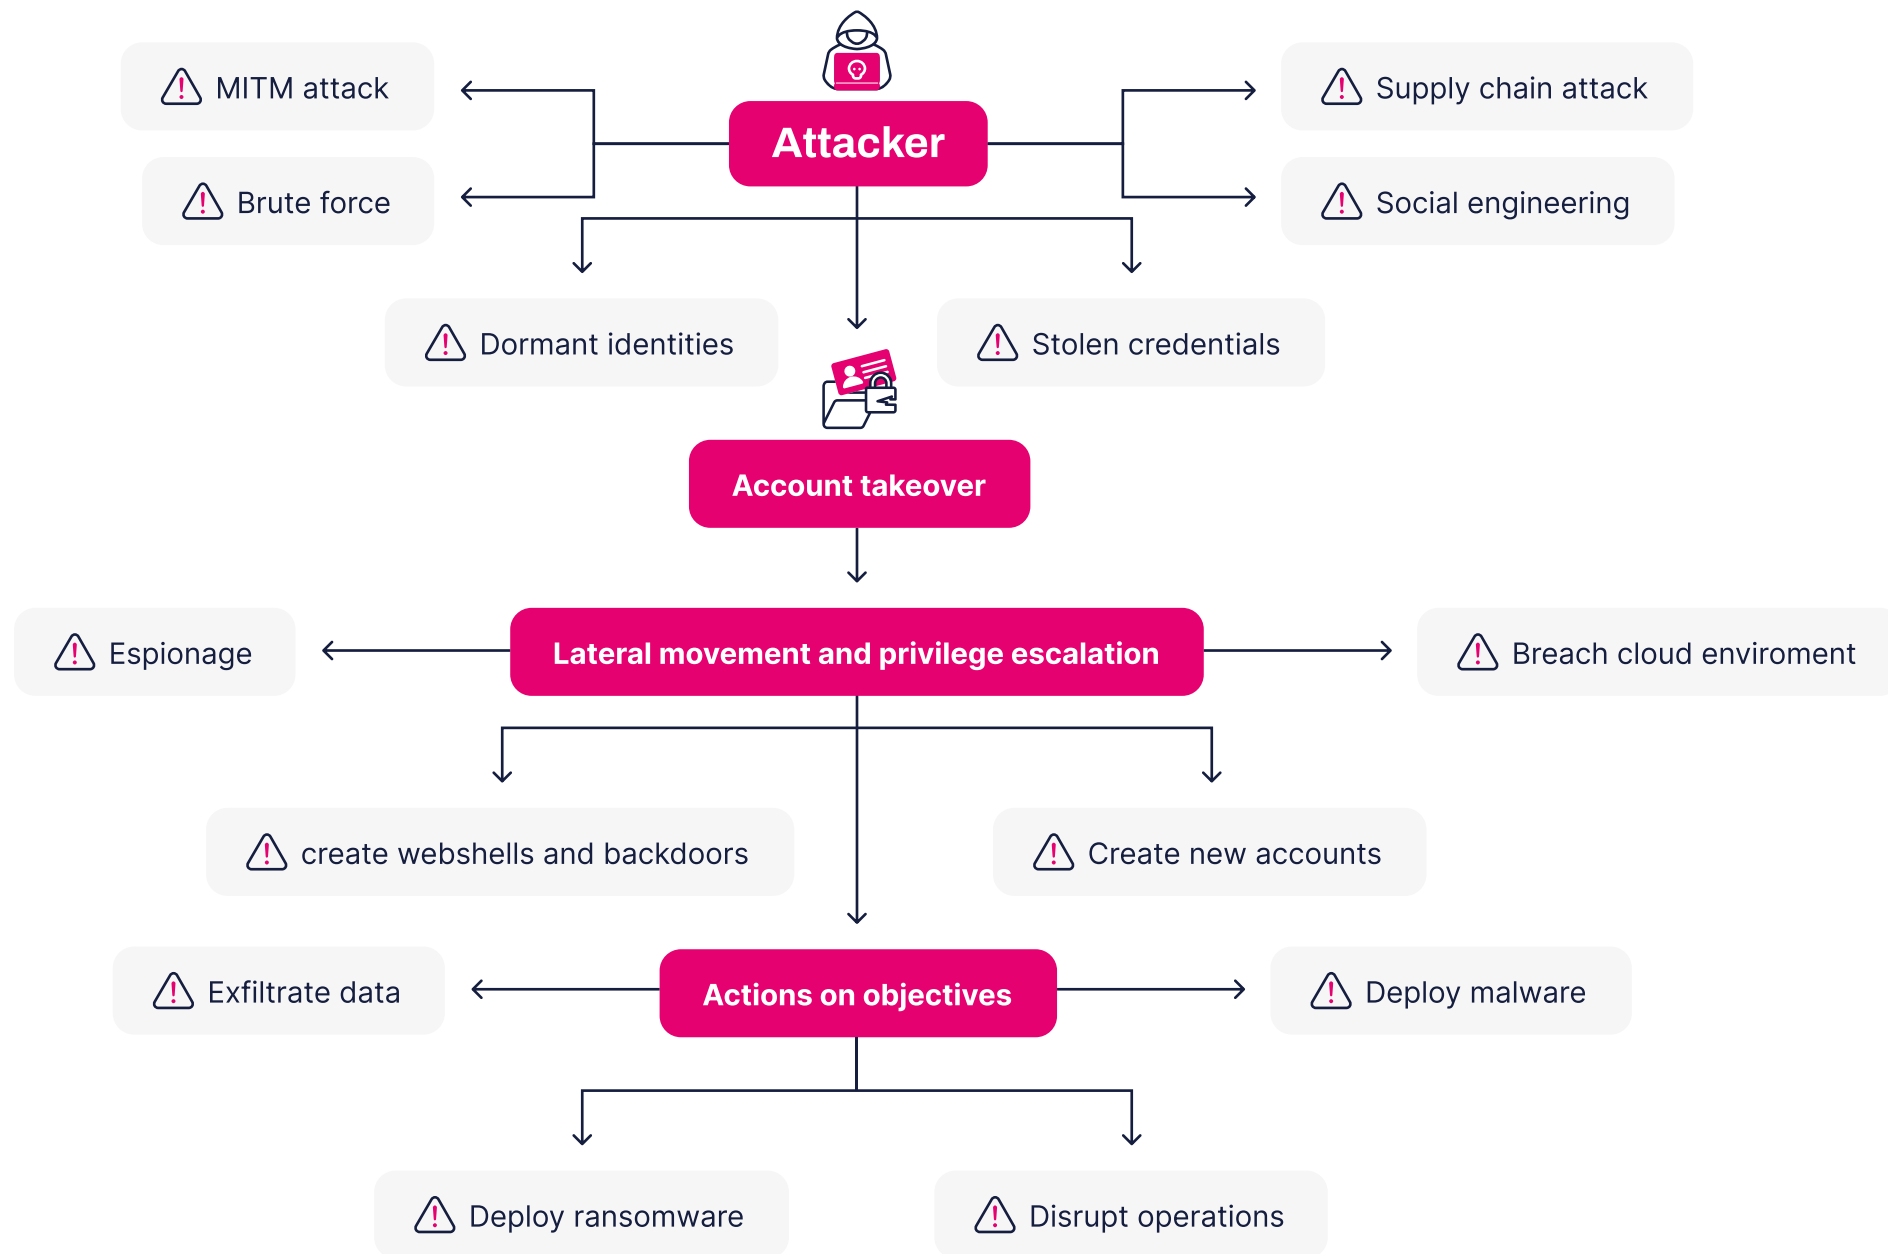 MITM attack
Supply chain attack
Attacker
Brute force
Social engineering
Dormant identities
Stolen credentials
Account takeover
Espionage
Lateral movement and privilege escalation
Breach cloud enviroment
create webshells and backdoors
Create new accounts
Exfiltrate data
Actions on objectives
Deploy malware
Deploy ransomware
Disrupt operations